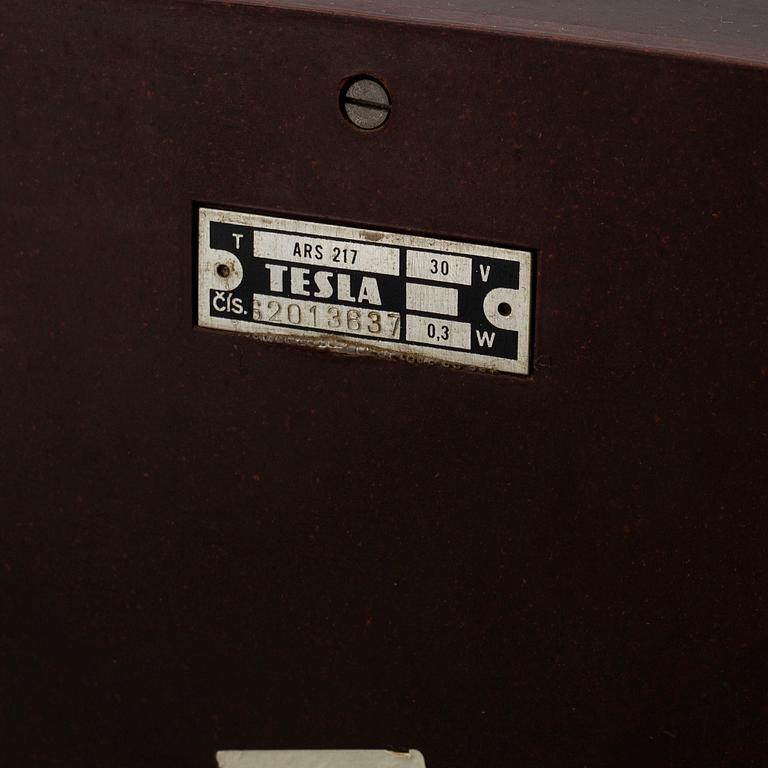 T ARS 217 30 V
TESLA
ČÍS. 62013637 0,3 W